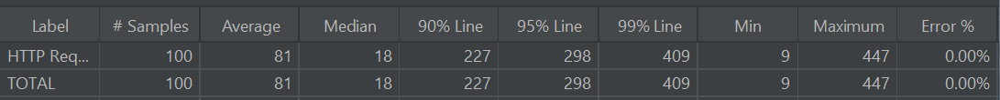 Label # Samples Average Median 90% Line 95% Line 99% Line Min Maximum Error %
HTTP Req... 100 81 18 227 298 409 9 447 0.00%
TOTAL 100 81 18 227 298 409 9 447 0.00%